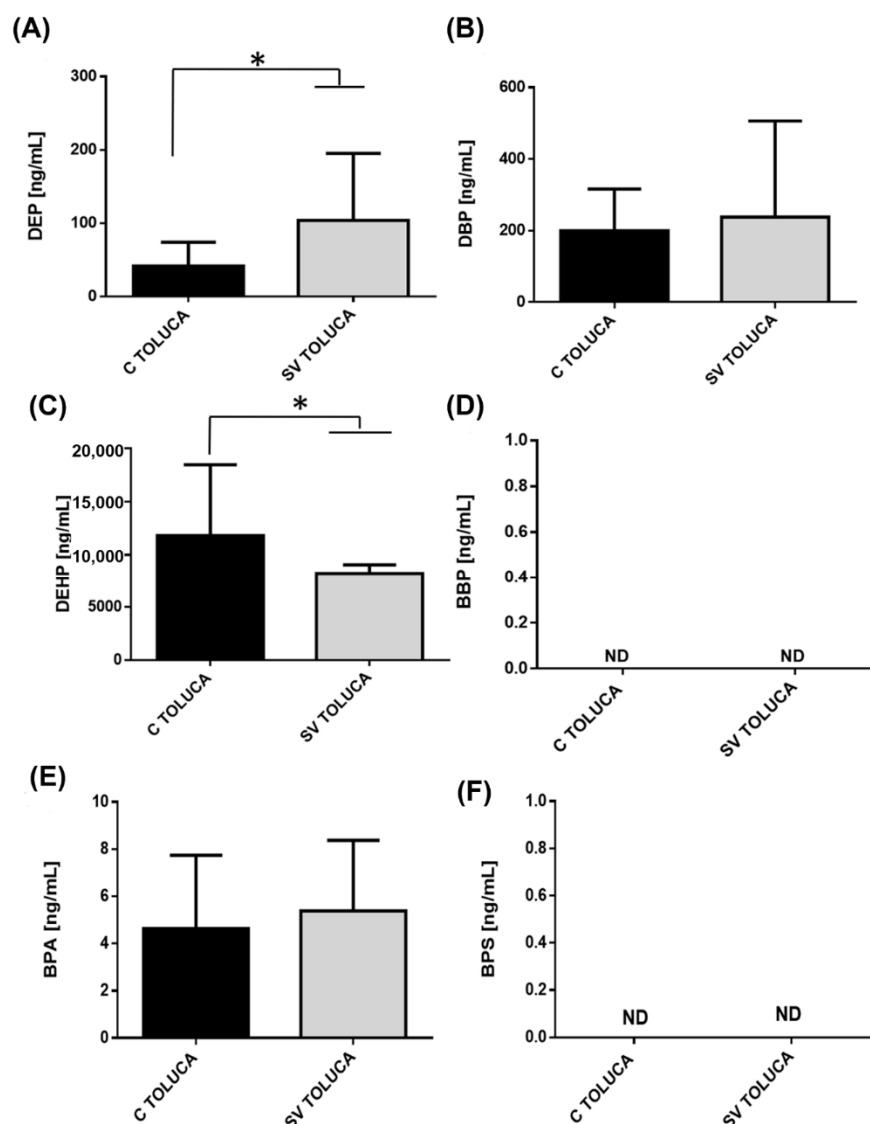 (A)
*
300
200
100
0
DEP [ng/mL]
C TOLUCA
SV TOLUCA
(B)
600
400
200
0
DBP [ng/mL]
C TOLUCA
SV TOLUCA
(C)
*
20,000
15,000
10,000
5000
0
DEHP [ng/mL]
C TOLUCA
SV TOLUCA
(D)
1.0
0.8
0.6
0.4
0.2
0.0
BBP [ng/mL]
ND
ND
C TOLUCA
SV TOLUCA
(E)
10
8
6
4
2
0
BPA [ng/mL]
C TOLUCA
SV TOLUCA
(F)
1.0
0.8
0.6
0.4
0.2
0.0
BPS [ng/mL]
ND
ND
C TOLUCA
SV TOLUCA